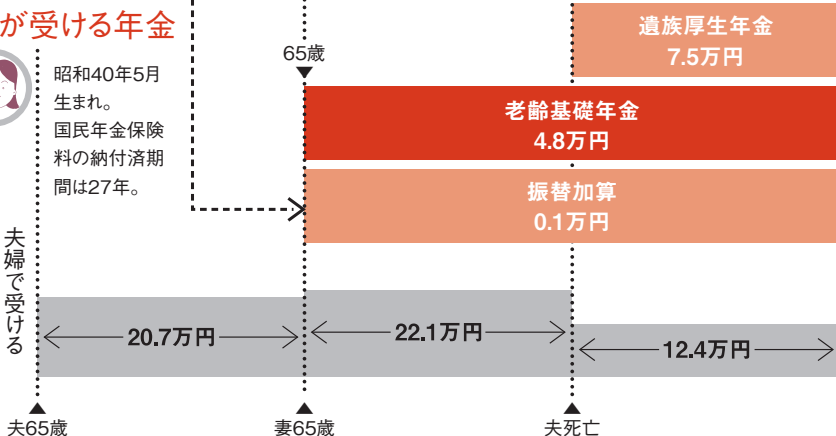 が受ける年金
昭和40年5月
生まれ。
国民年金保険
料の納付済期
間は27年。
65歳
遺族厚生年金
7.5万円
老齢基礎年金
4.8万円
振替加算
0.1万円
夫婦で受ける
20.7万円
22.1万円
12.4万円
夫65歳
妻65歳
夫死亡